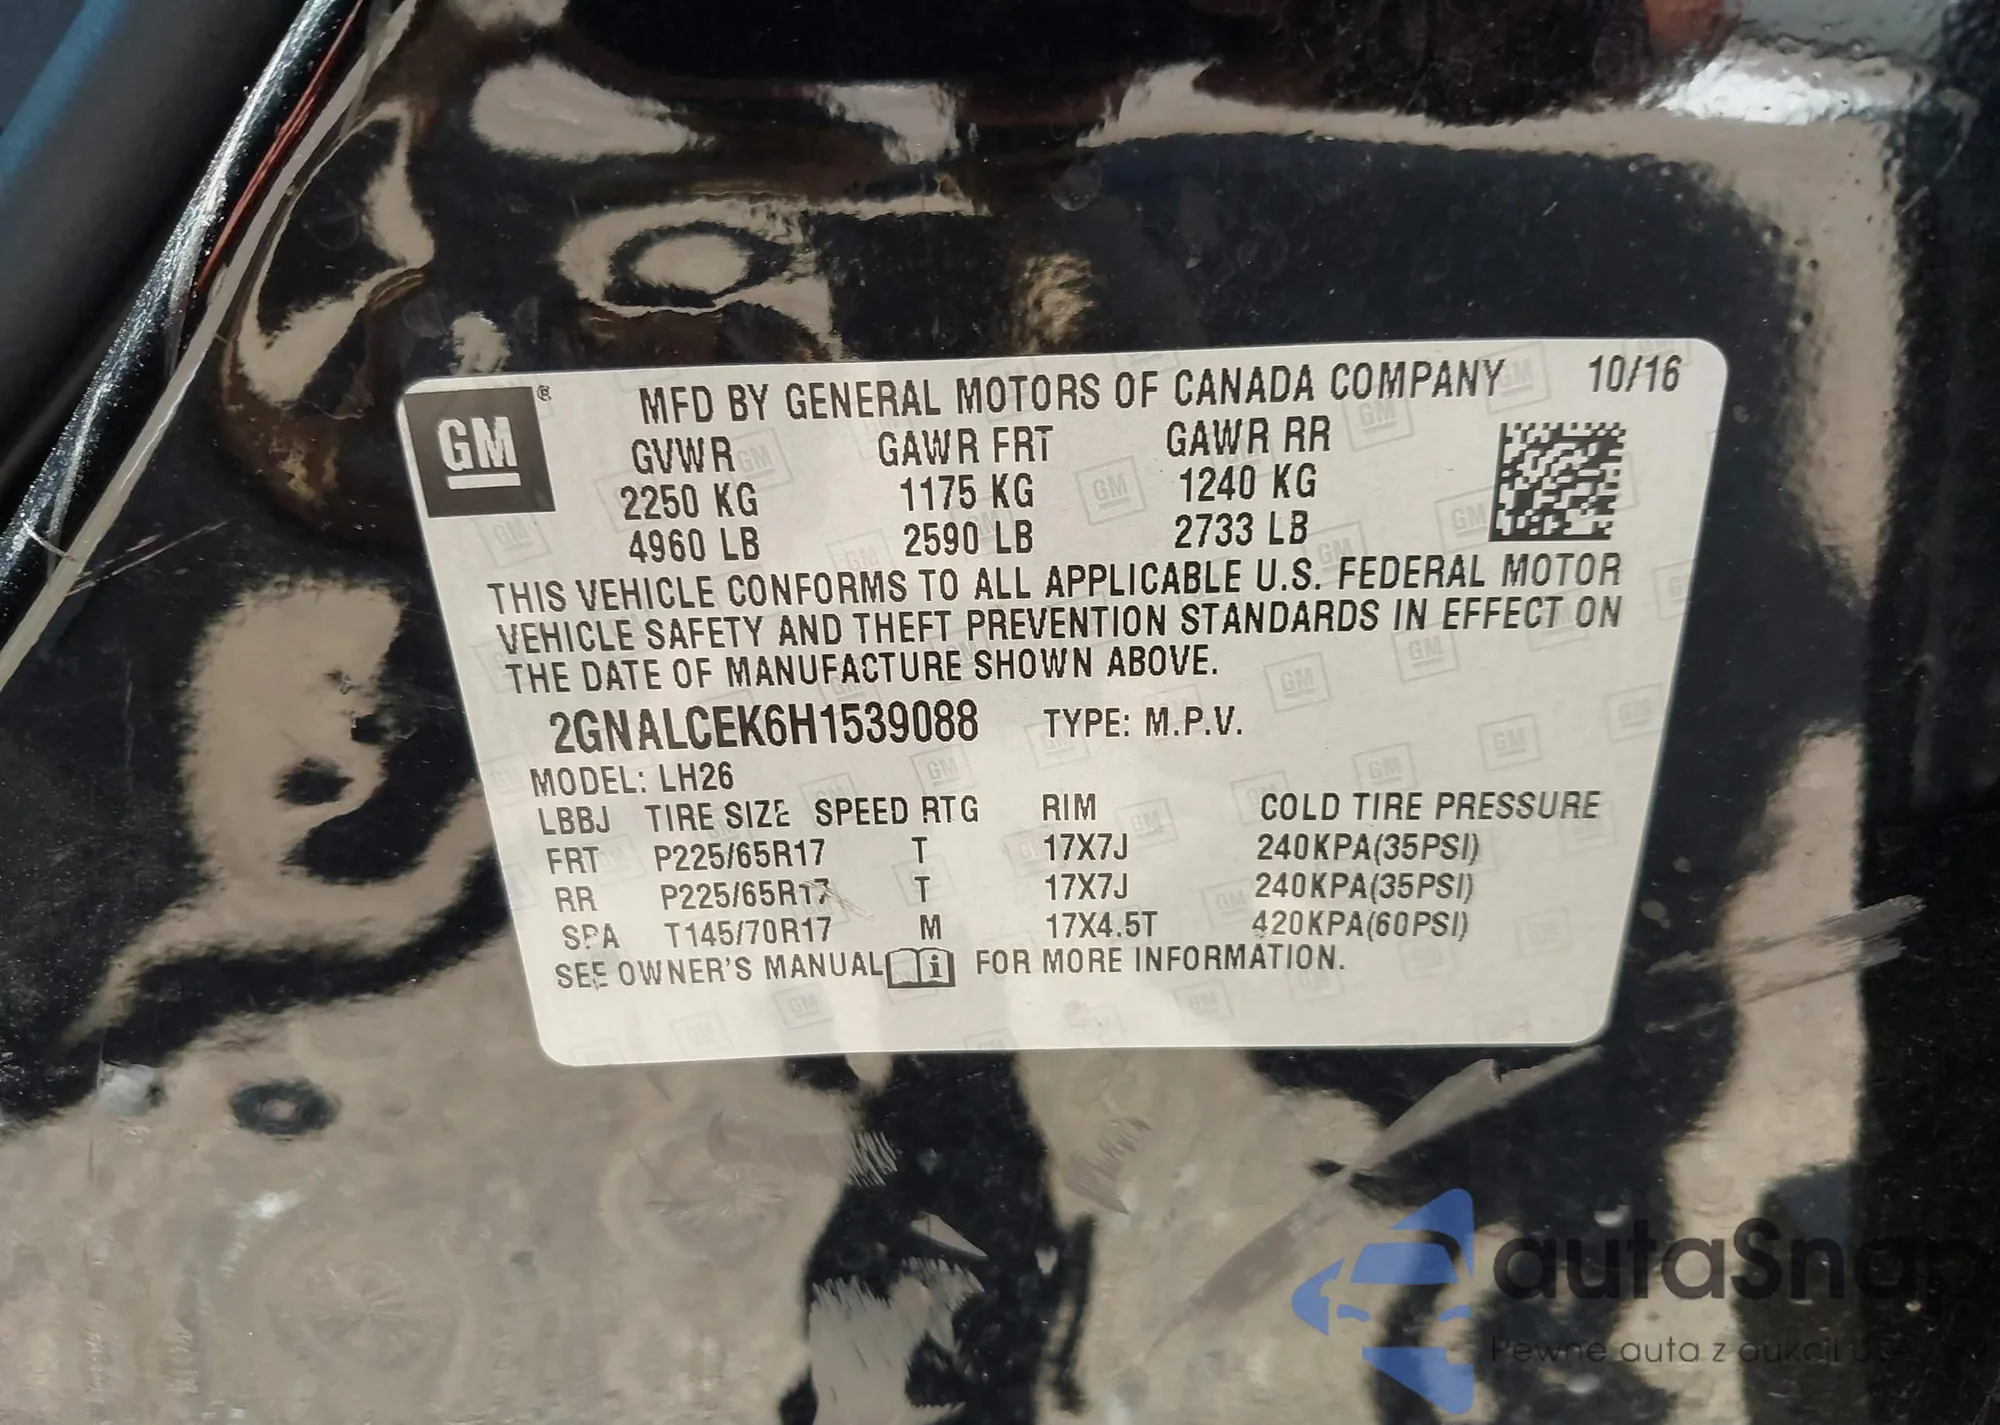 GM ® MFD BY GENERAL MOTORS OF CANADA COMPANY 10/16
GVWR GAWR FRT GAWR RR
2250 KG 1175 KG 1240 KG
4960 LB 2590 LB 2733 LB
THIS VEHICLE CONFORMS TO ALL APPLICABLE U.S. FEDERAL MOTOR
VEHICLE SAFETY AND THEFT PREVENTION STANDARDS IN EFFECT ON
THE DATE OF MANUFACTURE SHOWN ABOVE.
2GNALCEK6H1539088 TYPE: M.P.V.
MODEL: LH26
LBBJ TIRE SIZE SPEED RTG RIM COLD TIRE PRESSURE
FRT P225/65R17 T 17X7J 240KPA(35PSI)
RR P225/65R17 T 17X7J 240KPA(35PSI)
SPA T145/70R17 M 17X4.5T 420KPA(60PSI)
SEE OWNER'S MANUAL i FOR MORE INFORMATION.
autaSnap
Pewne auta z aukcji